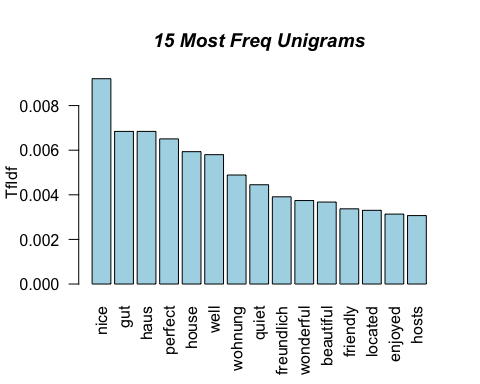 15 Most Freq Unigrams
TfIdf
0.008
0.006
0.004
0.002
0.000
nice
gut
haus
perfect
house
well
wohnung
quiet
freundlich
wonderful
beautiful
friendly
located
enjoyed
hosts